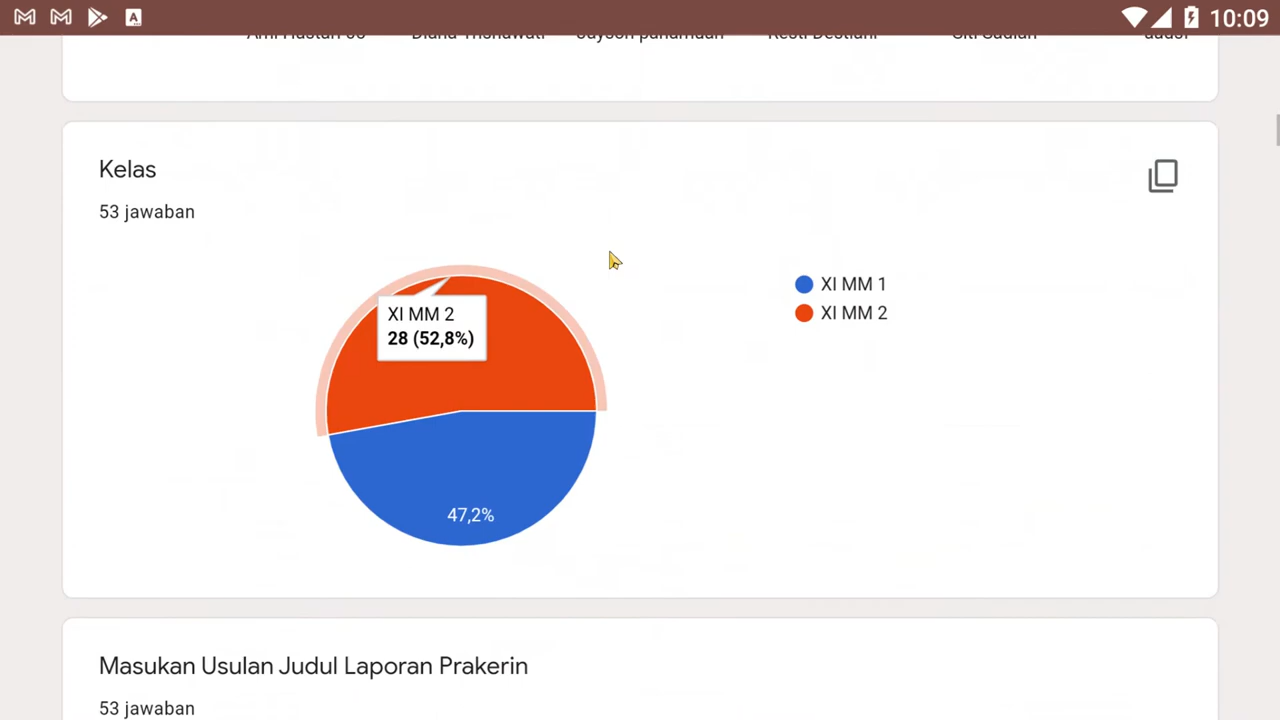 10:09
Kelas
53 jawaban
XI MM 2
28 (52,8%)
47,2%
XI MM 1
XI MM 2
Masukan Usulan Judul Laporan Prakerin
53 jawaban